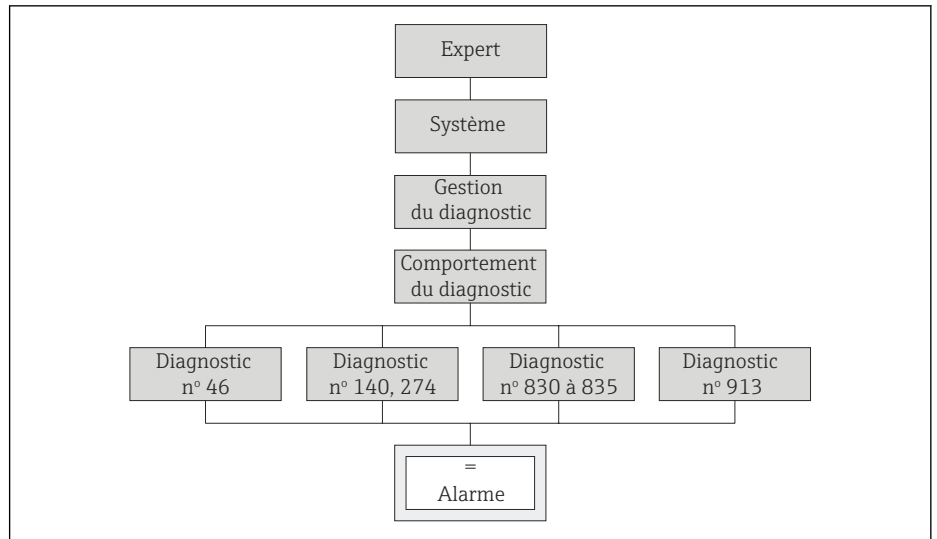 Expert
Système
Gestion
du diagnostic
Comportement
du diagnostic
Diagnostic
nº 46
Diagnostic
nº 140, 274
Diagnostic
nº 830 à 835
Diagnostic
nº 913
=
Alarme